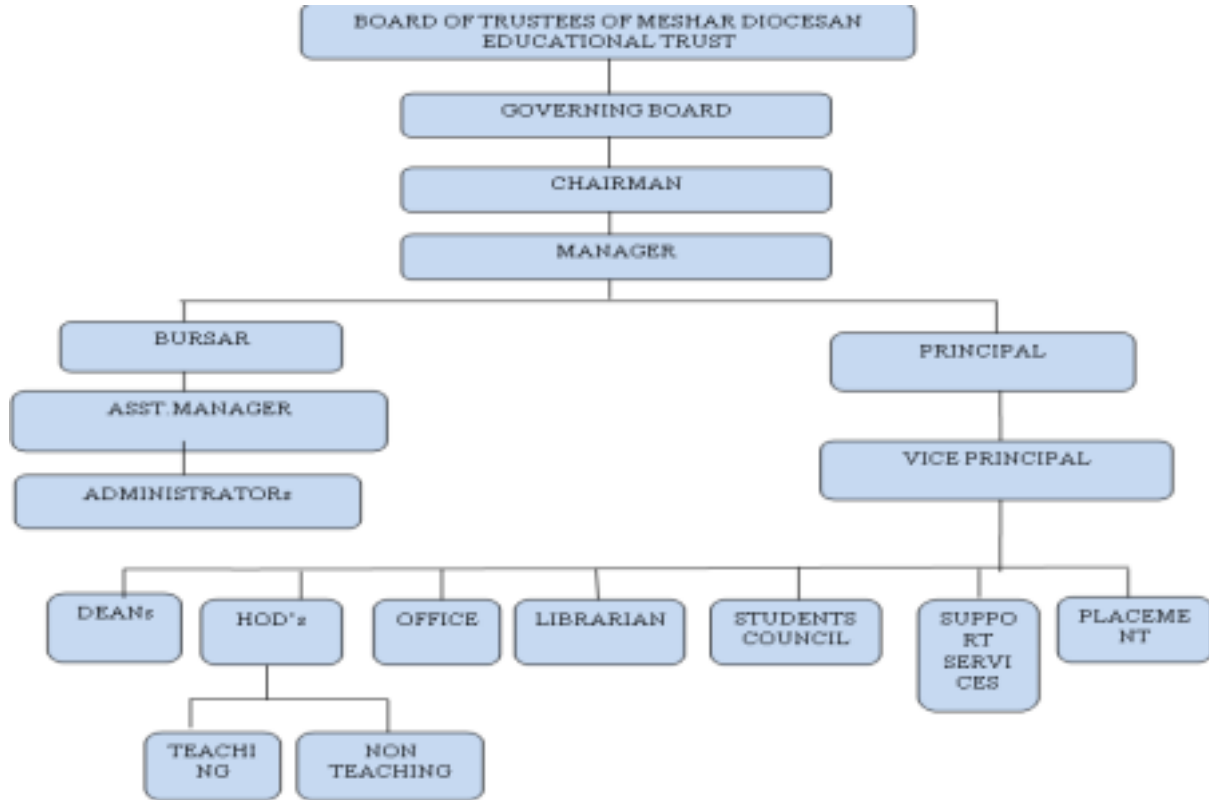 BOARD OF TRUSTEES OF MESHAR DIOCESAN
EDUCATIONAL TRUST
GOVERNING BOARD
CHAIRMAN
MANAGER
BURSAR
PRINCIPAL
ASST.MANAGER
VICE PRINCIPAL
ADMINISTRATORs
DEANs
HOD's
OFFICE
LIBRARIAN
STUDENTS
COUNCIL
SUPPO
RT
SERVI
CES
PLACEME
NT
TEACHI
NG
NON
TEACHING